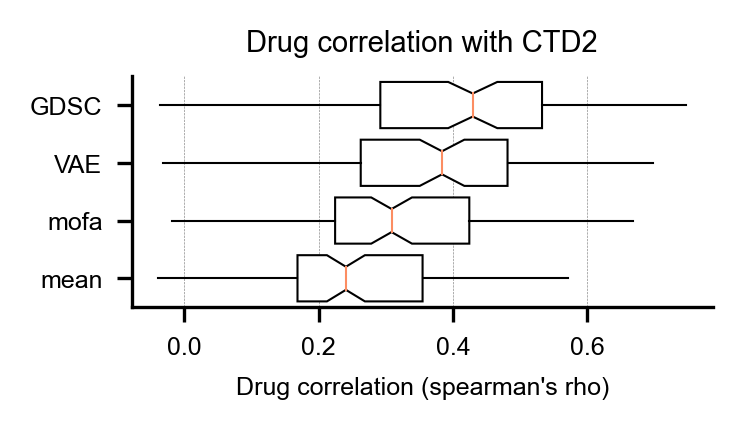 Drug correlation with CTD2
GDSC
VAE
mofa
mean
0.0 0.2 0.4 0.6
Drug correlation (spearman's rho)